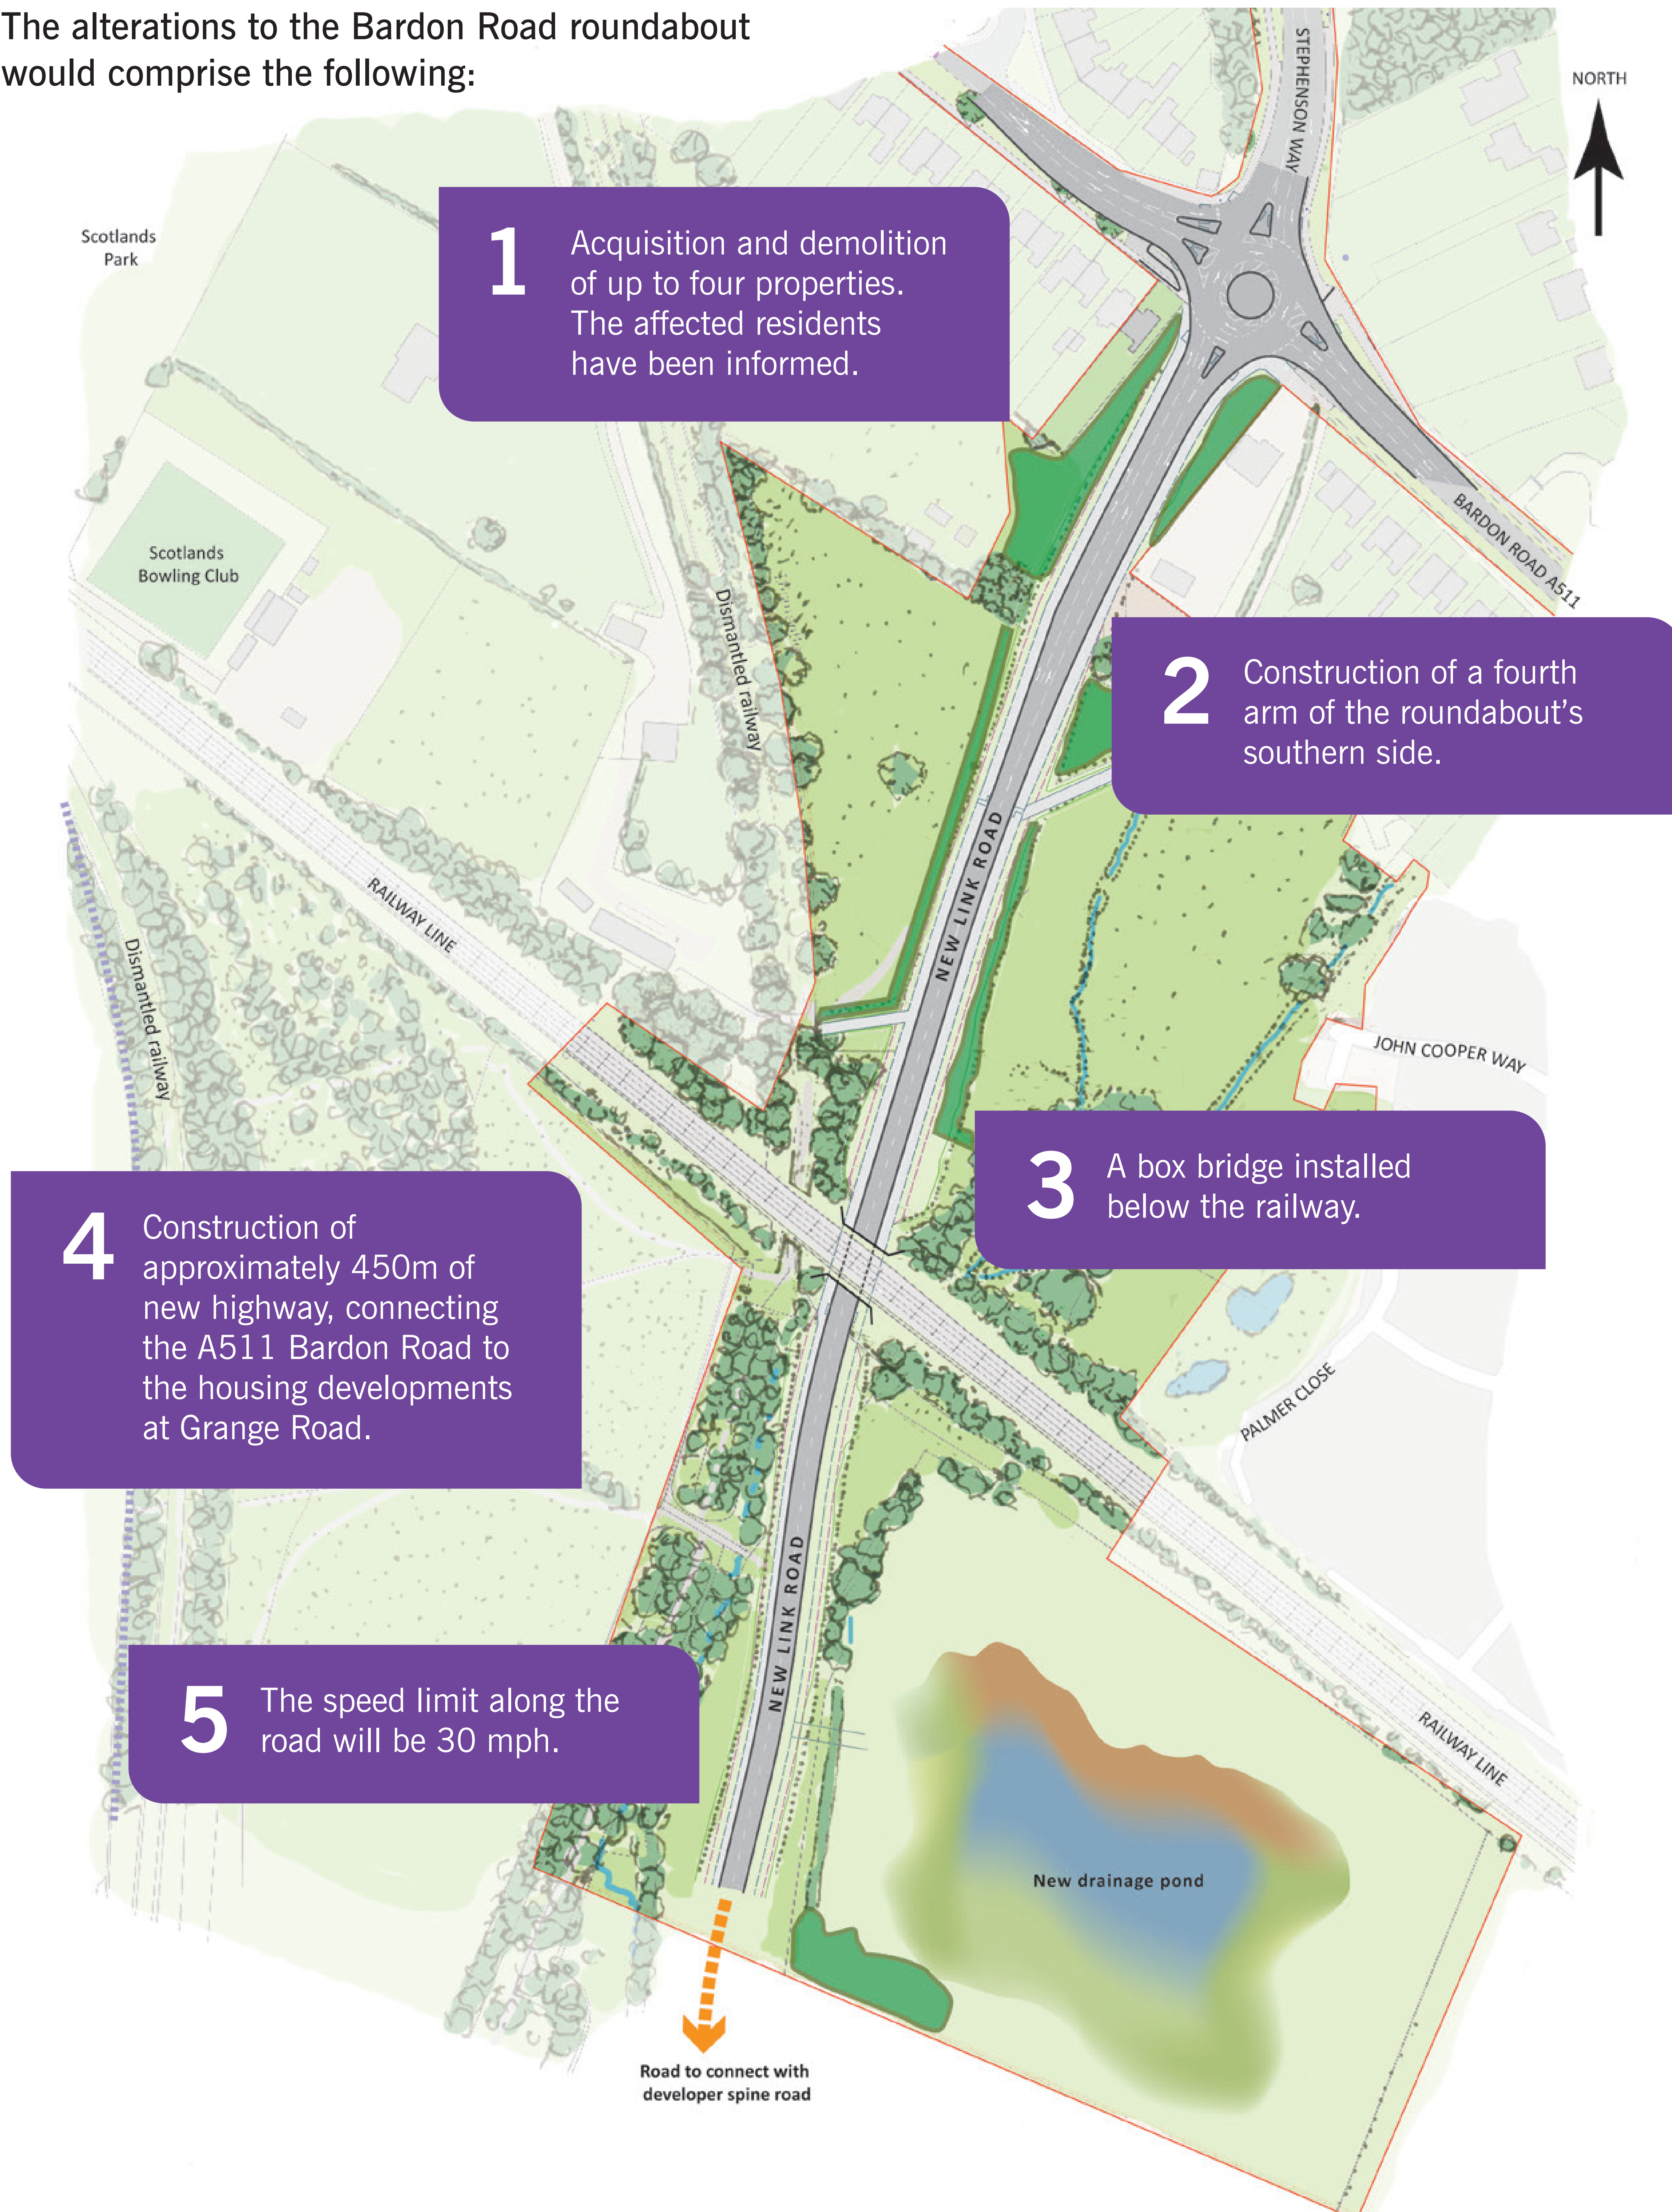 The alterations to the Bardon Road roundabout
would comprise the following:
STEPHENSON WAY
NORTH
Scotlands
Park
1
Acquisition and demolition
of up to four properties.
The affected residents
have been informed.
Scotlands
Bowling Club
BARDON ROAD A511
Dismantled railway
2
Construction of a fourth
arm of the roundabout’s
southern side.
NEW LINK ROAD
RAILWAY LINE
Dismantled railway
JOHN COOPER WAY
3
A box bridge installed
below the railway.
4
Construction of
approximately 450m of
new highway, connecting
the A511 Bardon Road to
the housing developments
at Grange Road.
PALMER CLOSE
NEW LINK ROAD
5
The speed limit along the
road will be 30 mph.
RAILWAY LINE
New drainage pond
Road to connect with
developer spine road